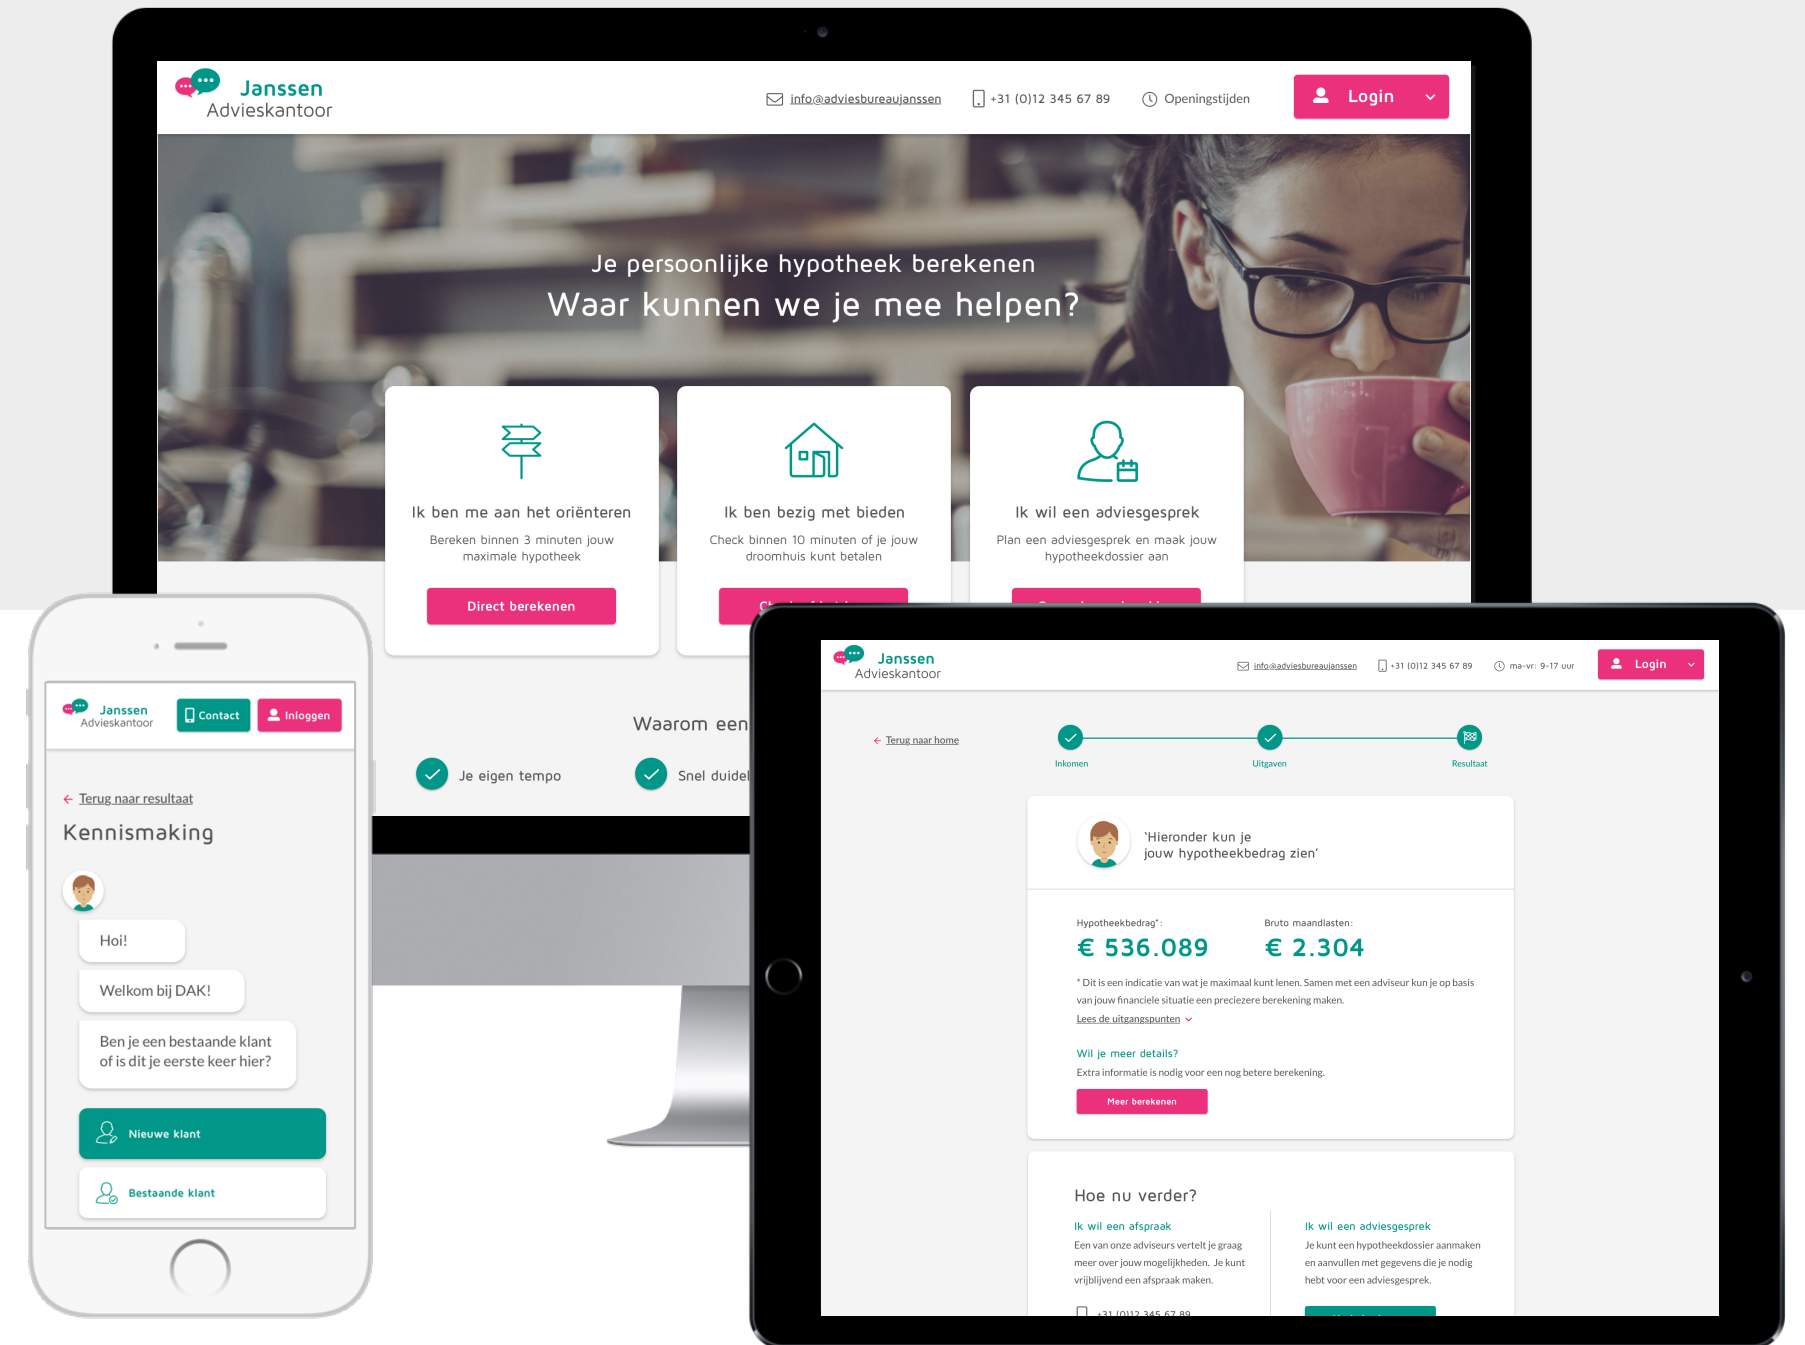 Janssen
Advieskantoor
info@adviesbureaujanssen
+31 (0)12 345 67 89
Openingstijden
Login
Je persoonlijke hypotheek berekenen
Waar kunnen we je mee helpen?
Ik ben me aan het oriënteren
Bereken binnen 3 minuten jouw
maximale hypotheek
Direct berekenen
Ik ben bezig met bieden
Check binnen 10 minuten of je jouw
droomhuis kunt betalen
Ik wil een adviesgesprek
Plan een adviesgesprek en maak jouw
hypotheekdossier aan
Waarom een
Je eigen tempo
Snel duidel
Janssen
Advieskantoor
Contact
Inloggen
Terug naar resultaat
Kennismaking
Hoi!
Welkom bij DAK!
Ben je een bestaande klant
of is dit je eerste keer hier?
Nieuwe klant
Bestaande klant
Janssen
Advieskantoor
info@adviesbureaujanssen
+31 (0)12 345 67 89
ma-vr: 9-17 uur
Login
Terug naar home
Inkomen
Uitgaven
Resultaat
‘Hieronder kun je
jouw hypotheekbedrag zien’
Hypotheekbedrag*:
€ 536.089
Bruto maandlasten:
€ 2.304
* Dit is een indicatie van wat je maximaal kunt lenen. Samen met een adviseur kun je op basis
van jouw financiele situatie een preciezere berekening maken.
Lees de uitgangspunten
Wil je meer details?
Extra informatie is nodig voor een nog betere berekening.
Meer berekenen
Hoe nu verder?
Ik wil een afspraak
Een van onze adviseurs vertelt je graag
meer over jouw mogelijkheden. Je kunt
vrijblijvend een afspraak maken.
+31 (0)12 345 67 89
Ik wil een adviesgesprek
Je kunt een hypotheekdossier aanmaken
en aanvullen met gegevens die je nodig
hebt voor een adviesgesprek.